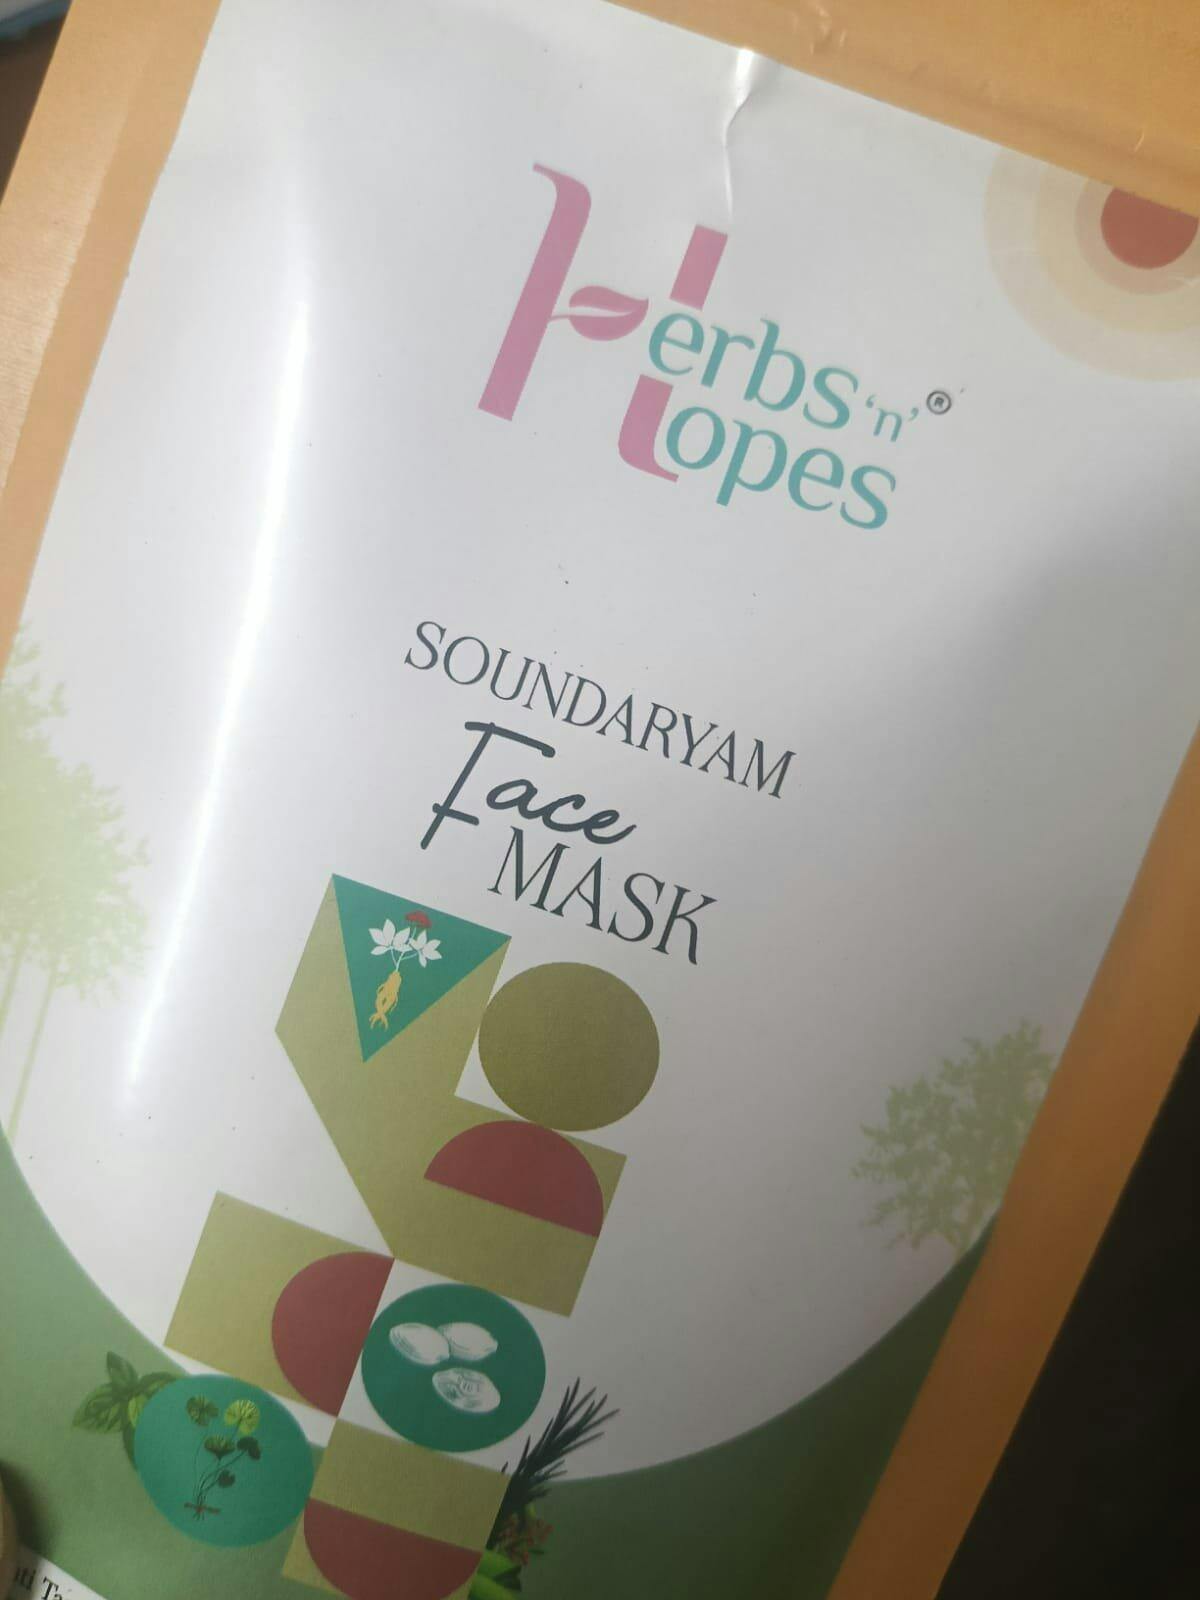 Herbs 'n' ®
Hopes
SOUNDARYAM
Face
MASK